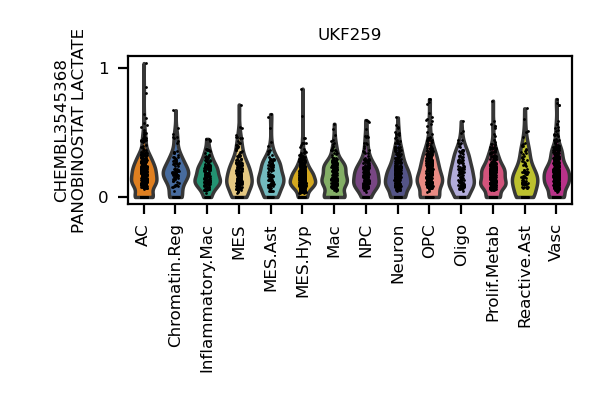 UKF259
CHEMBL3545368
PANOBINOSTAT LACTATE
1
0
AC
Chromatin.Reg
Inflammatory.Mac
MES
MES.Ast
MES.Hyp
Mac
NPC
Neuron
OPC
Oligo
Prolif.Metab
Reactive.Ast
Vasc